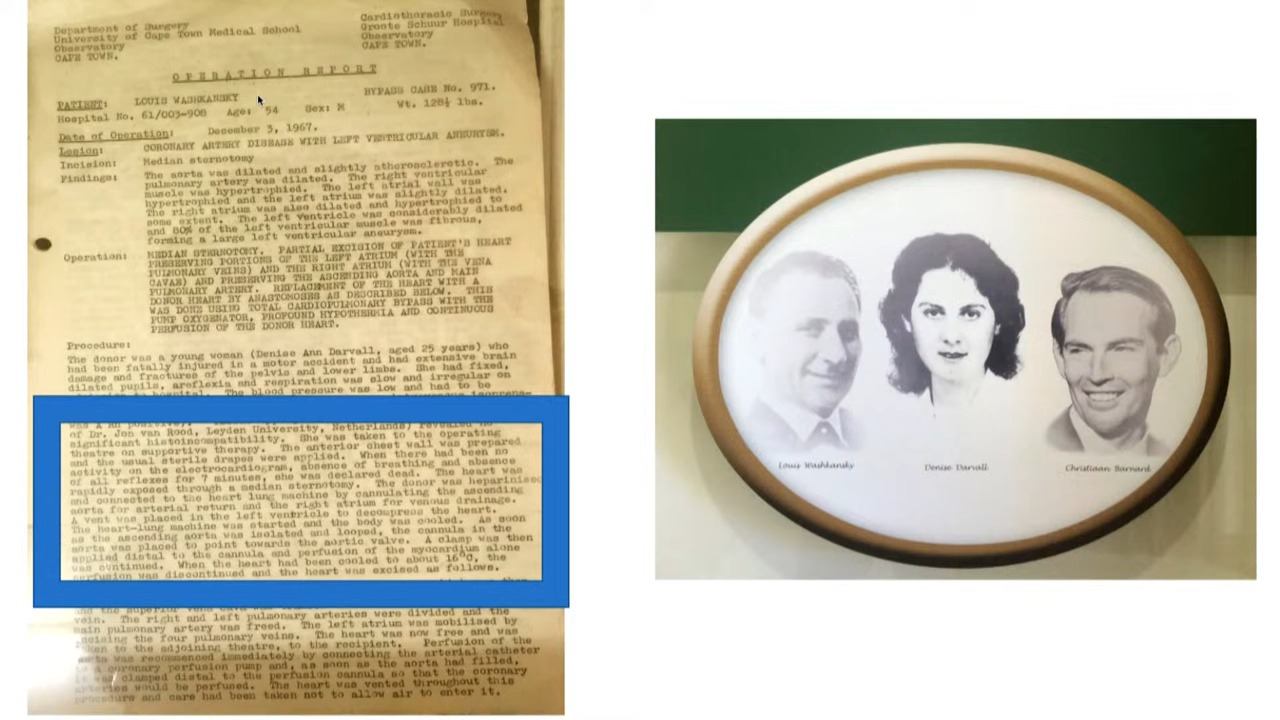 Department of Surgery
University of Cape Town Medical School
Observatory
CAPE TOWN.
Cardiothoracic Surgery
Groote Schuur Hospital
Observatory
CAPE TOWN.
OPERATION REPORT
PATIENT: LOUIS WASHKANSKY BYPASS CASE No. 971.
Hospital No. 61/003-908 Age: 54 Sex: M Wt. 128½ lbs.
Date of Operation: December 3, 1967.
Lesion: CORONARY ARTERY DISEASE WITH LEFT VENTRICULAR ANEURYSM.
Incision: Median sternotomy
Findings: The aorta was dilated and slightly atherosclerotic. The
pulmonary artery was dilated. The right ventricular
muscle was hypertrophied. The left atrial wall was
hypertrophied and the left atrium was slightly dilated.
The right atrium was also dilated and hypertrophied to
some extent. The left ventricle was considerably dilated
and 80% of the left ventricular muscle was fibrous,
forming a large left ventricular aneurysm.
Operation: MEDIAN STERNOTOMY. PARTIAL EXCISION OF PATIENT'S HEART
PRESERVING PORTIONS OF THE LEFT ATRIUM (WITH THE
PULMONARY VEINS) AND THE RIGHT ATRIUM (WITH THE VENA
CAVAE) AND PRESERVING THE ASCENDING AORTA AND MAIN
PULMONARY ARTERY. REPLACEMENT OF THE HEART WITH A
DONOR HEART BY ANASTOMOSES AS DESCRIBED BELOW. THIS
WAS DONE USING TOTAL CARDIOPULMONARY BYPASS WITH THE
PUMP OXYGENATOR, PROFOUND HYPOTHERMIA AND CONTINUOUS
PERFUSION OF THE DONOR HEART.
Procedure:
The donor was a young woman (Denise Ann Darvall, aged 25 years) who
had been fatally injured in a motor accident and had extensive brain
damage and fractures of the pelvis and lower limbs. She had fixed,
dilated pupils, areflexia and respiration was slow and irregular on
hospital. The blood pressure was low and had to be
of Dr. Jon van Rood, Leyden University, Netherlands) revealed no
significant histoincompatibility. She was taken to the operating
theatre on supportive therapy. The anterior chest wall was prepared
and the usual sterile drapes were applied. When there had been no
activity on the electrocardiogram, absence of breathing and absence
of all reflexes for 7 minutes, she was declared dead. The heart was
rapidly exposed through a median sternotomy. The donor was heparinised
and connected to the heart lung machine by cannulating the ascending
aorta for arterial return and the right atrium for venous drainage.
A vent was placed in the left ventricle to decompress the heart.
The heart-lung machine was started and the body was cooled. As soon
as the ascending aorta was isolated and looped, the cannula in the
aorta was placed to point towards the aortic valve. A clamp was then
applied distal to the cannula and perfusion of the myocardium alone
was continued. When the heart had been cooled to about 16°C, the
perfusion was discontinued and the heart was excised as follows.
and the superior vena cava was
vein. The right and left pulmonary arteries were divided and the
main pulmonary artery was freed. The left atrium was mobilised by
incising the four pulmonary veins. The heart was now free and was
taken to the adjoining theatre, to the recipient. Perfusion of the
aorta was recommenced immediately by connecting the arterial catheter
to a coronary perfusion pump and, as soon as the aorta had filled,
it was clamped distal to the perfusion cannula so that the coronary
arteries would be perfused. The heart was vented throughout this
procedure and care had been taken not to allow air to enter it.
Louis Washkansky
Denise Darvall
Christiaan Barnard